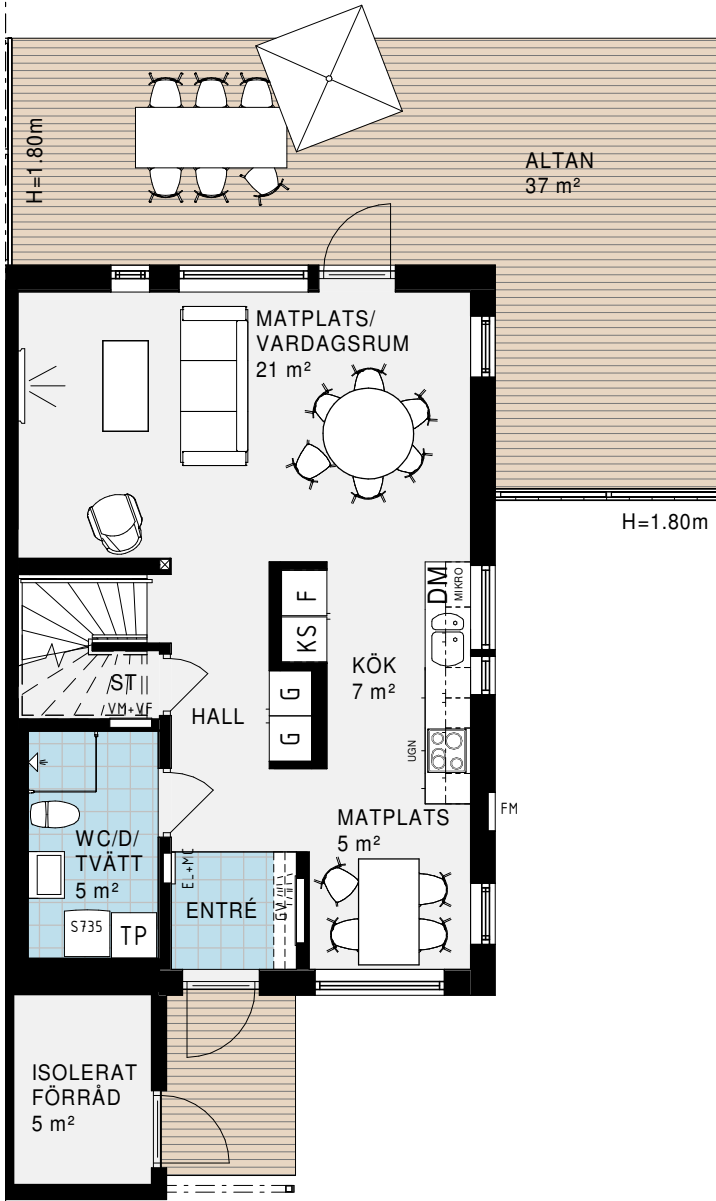 H=1.80m
ALTAN
37 m²
MATPLATS/
VARDAGSRUM
21 m²
H=1.80m
F
KS
DM
MIKRO
KÖK
7 m²
ST
VM+VF
HALL
G
G
UGN
FM
MATPLATS
5 m²
WC/D/
TVÄTT
5 m²
EL+MC
ENTRÉ
GV
S735
TP
ISOLERAT
FÖRRÅD
5 m²